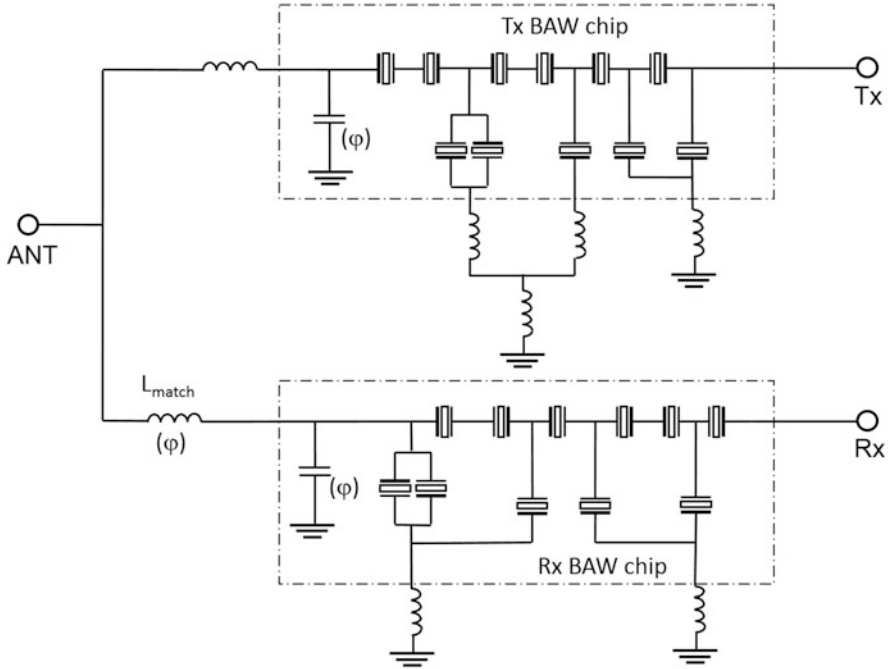 Tx BAW chip
(φ)
Tx
ANT
L_match
(φ)
(φ)
Rx
Rx BAW chip